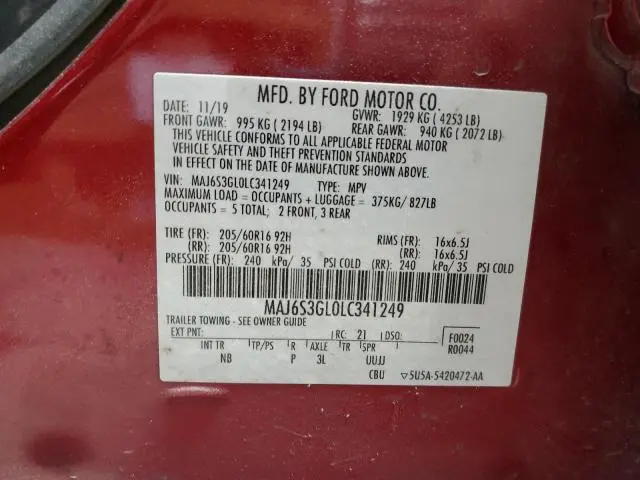 MFD. BY FORD MOTOR CO.
DATE: 11/19 GVWR: 1929 KG ( 4253 LB)
FRONT GAWR: 995 KG ( 2194 LB) REAR GAWR: 940 KG ( 2072 LB)
THIS VEHICLE CONFORMS TO ALL APPLICABLE FEDERAL MOTOR
VEHICLE SAFETY AND THEFT PREVENTION STANDARDS
IN EFFECT ON THE DATE OF MANUFACTURE SHOWN ABOVE.
VIN: MAJ6S3GL0LC341249 TYPE: MPV
MAXIMUM LOAD = OCCUPANTS + LUGGAGE = 375KG/ 827LB
OCCUPANTS = 5 TOTAL; 2 FRONT, 3 REAR
TIRE (FR): 205/60R16 92H RIMS (FR): 16x6.5J
(RR): 205/60R16 92H (RR): 16x6.5J
PRESSURE (FR): 240 kPa/ 35 PSI COLD (RR): 240 kPa/ 35 PSI COLD
MAJ6S3GL0LC341249
TRAILER TOWING - SEE OWNER GUIDE
EXT PNT: RC: 21 DSO: F0024
R0044
INT TR TP/PS R AXLE TR SPR
NB P 3L UUJJ
CBU ▽5U5A-5420472-AA